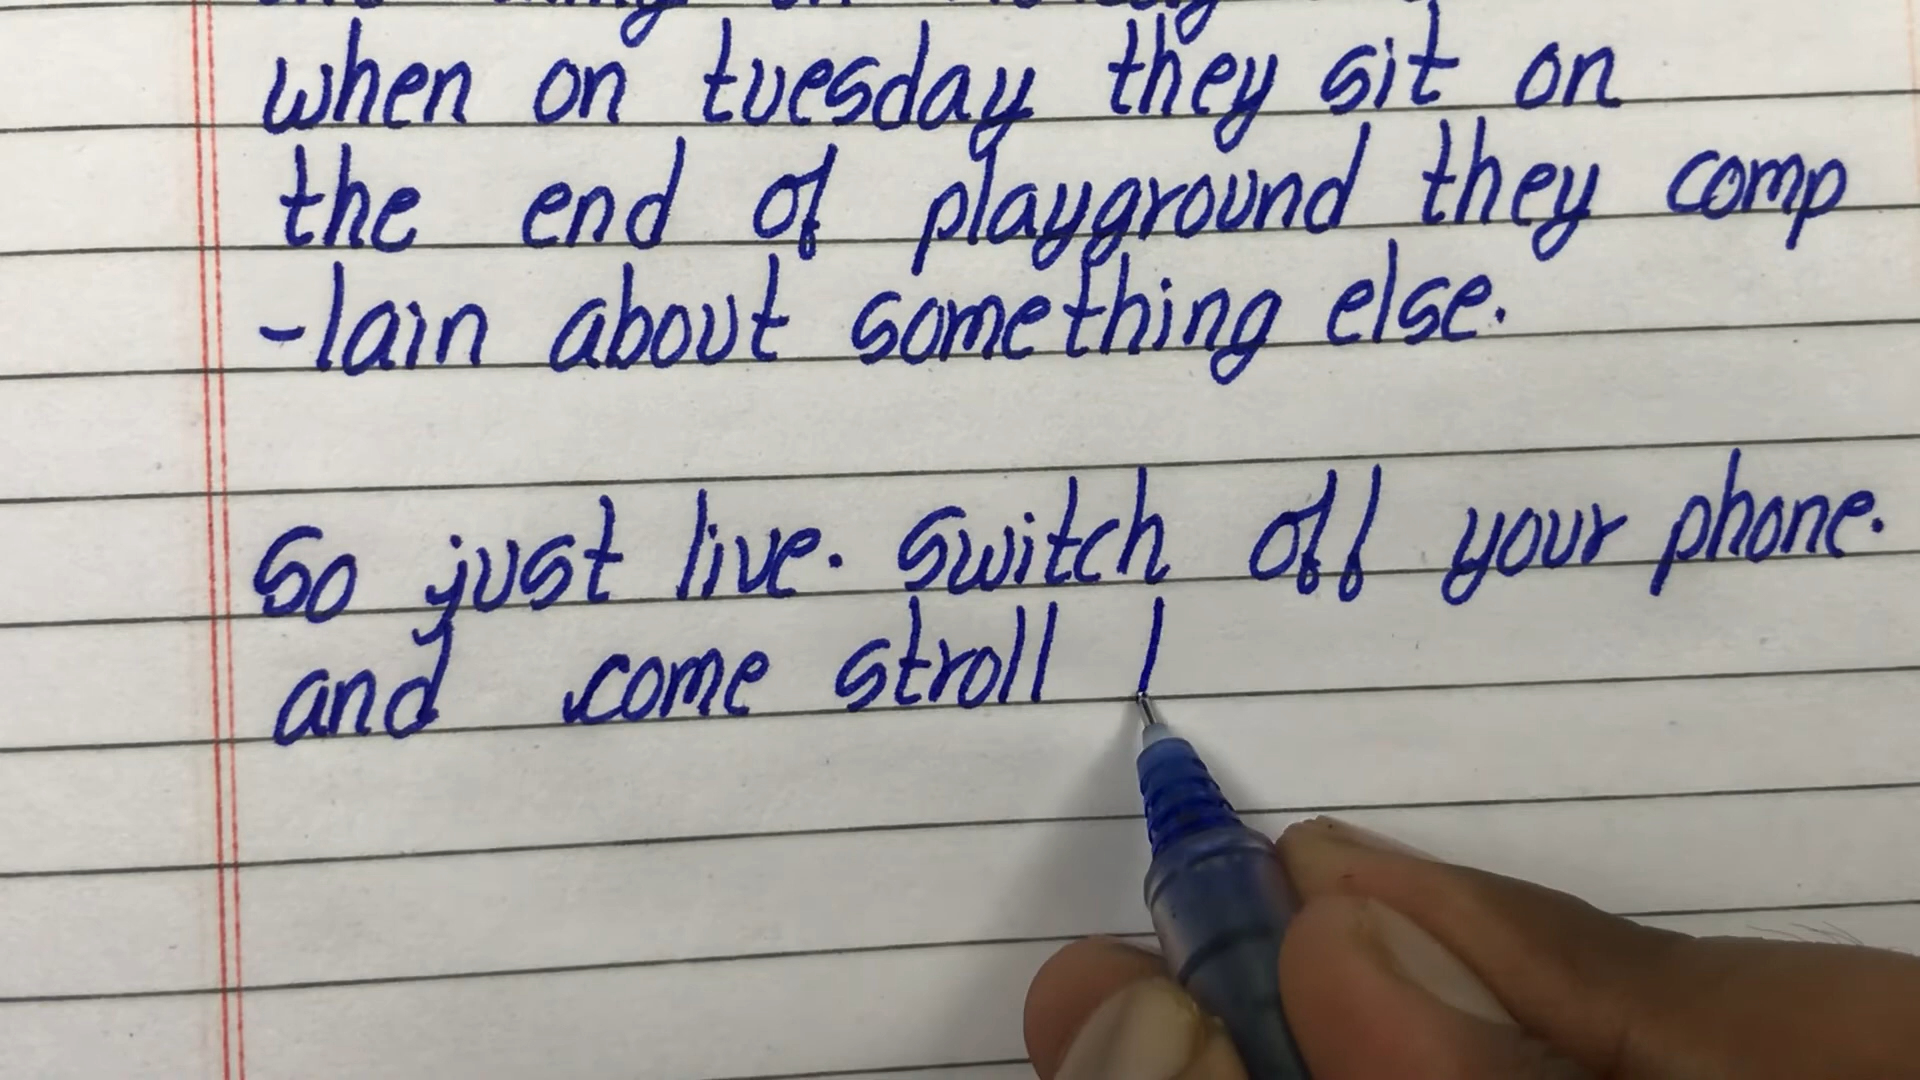 when on tuesday they sit on
the end of playground they comp
-lain about something else.
So just live. Switch off your phone.
and come stroll